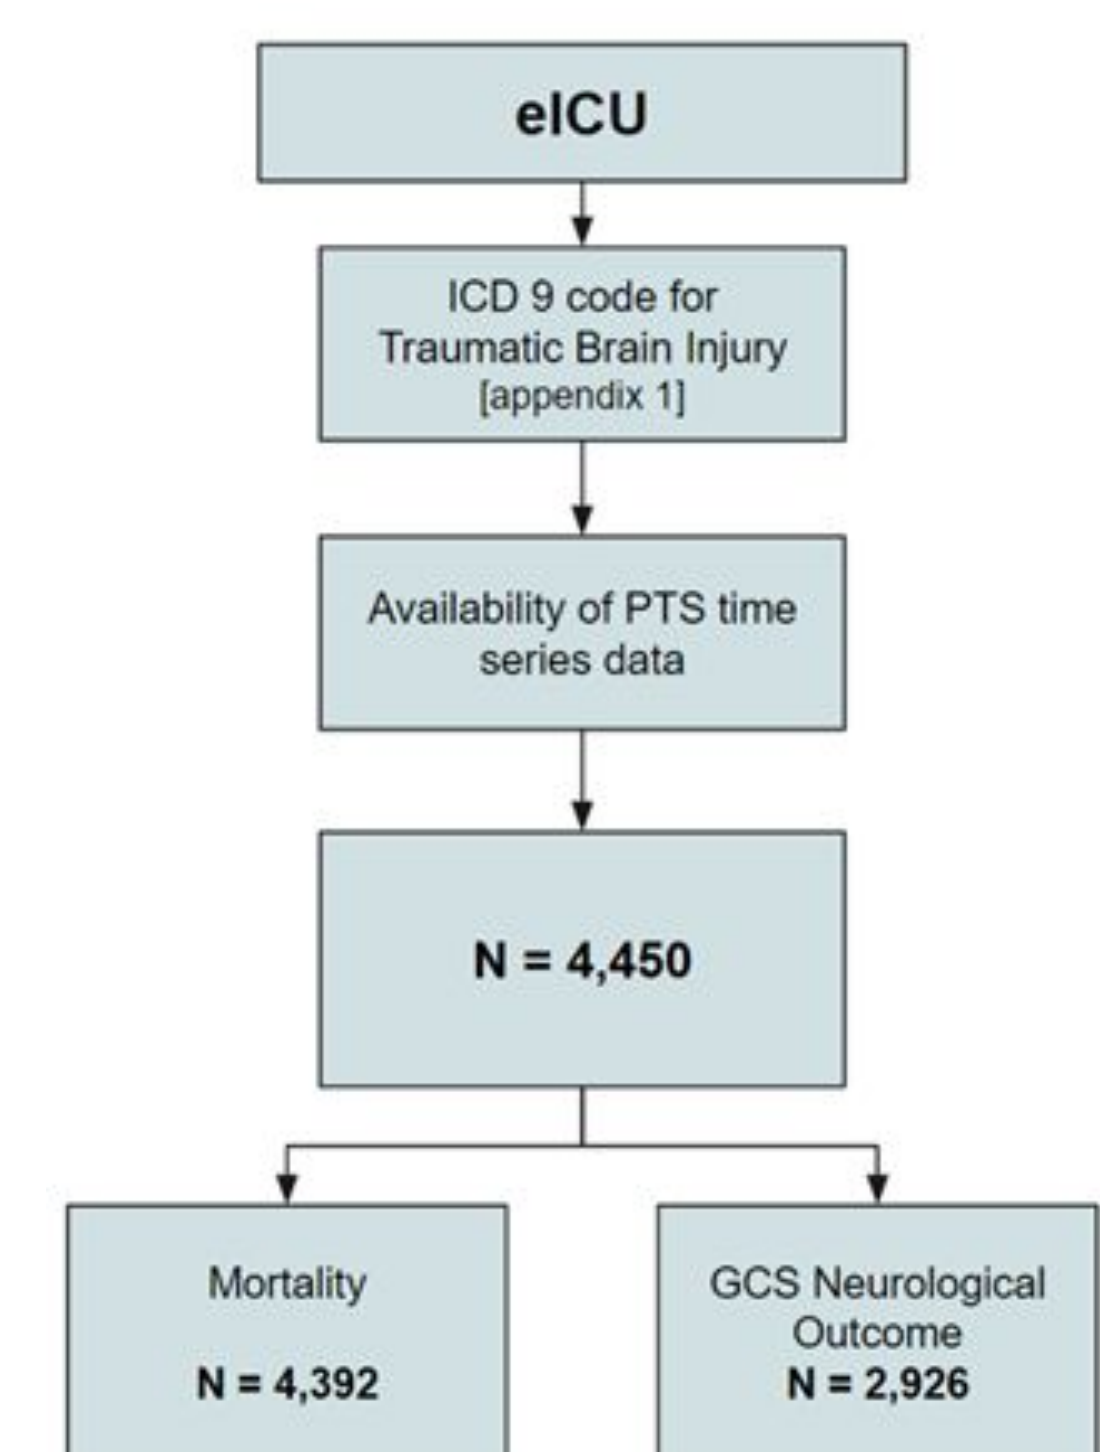 eICU
ICD 9 code for
Traumatic Brain Injury
[appendix 1]
Availability of PTS time
series data
N = 4,450
Mortality
N = 4,392
GCS Neurological
Outcome
N = 2,926